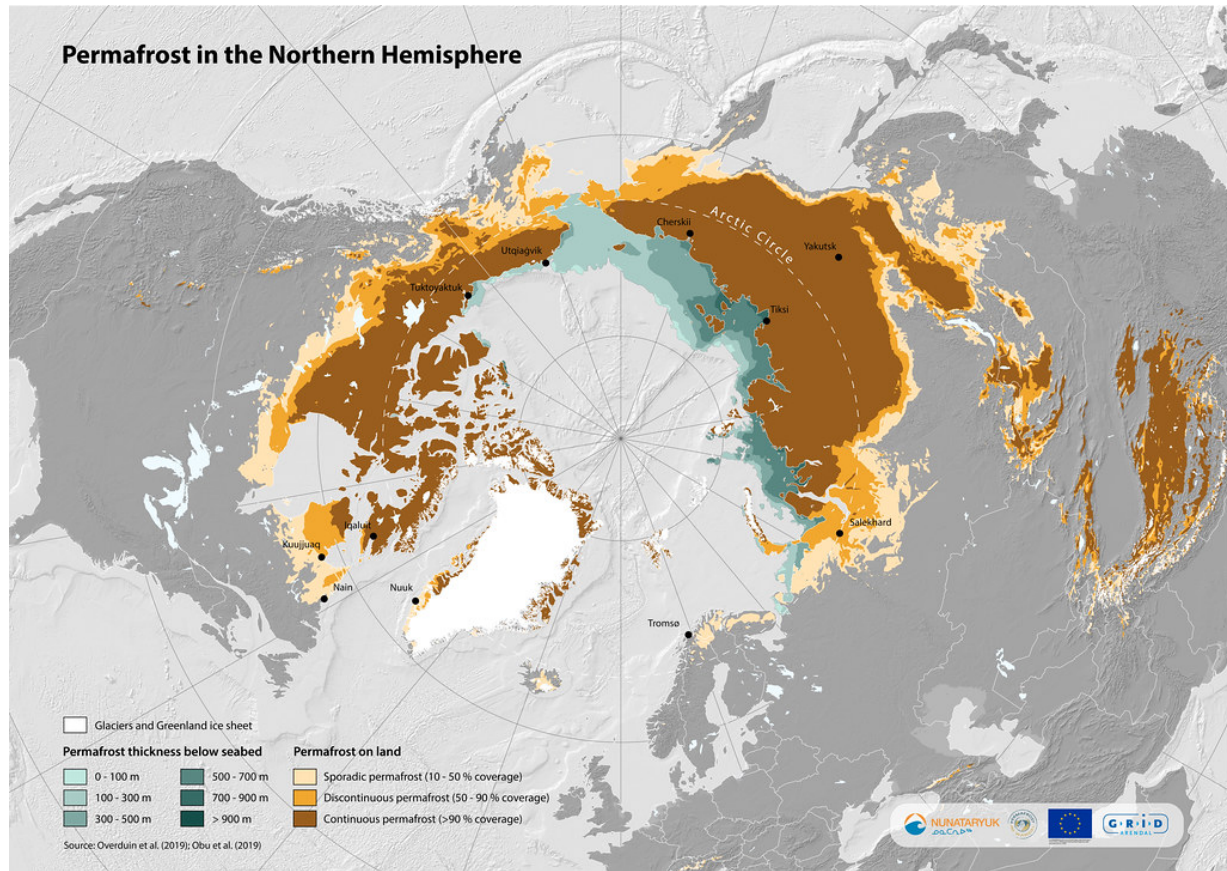 Permafrost in the Northern Hemisphere
Arctic Circle
Cherskii
Yakutsk
Utqiaġvik
Tuktoyaktuk
Tiksi
Iqaluit
Kuujjuaq
Salekhard
Nain
Nuuk
Tromsø
Glaciers and Greenland ice sheet
Permafrost thickness below seabed
0 - 100 m
100 - 300 m
300 - 500 m
500 - 700 m
700 - 900 m
> 900 m
Permafrost on land
Sporadic permafrost (10 - 50 % coverage)
Discontinuous permafrost (50 - 90 % coverage)
Continuous permafrost (>90 % coverage)
Source: Overduin et al. (2019); Obu et al. (2019)
NUNATARYUK
G·R·I·D
ARENDAL